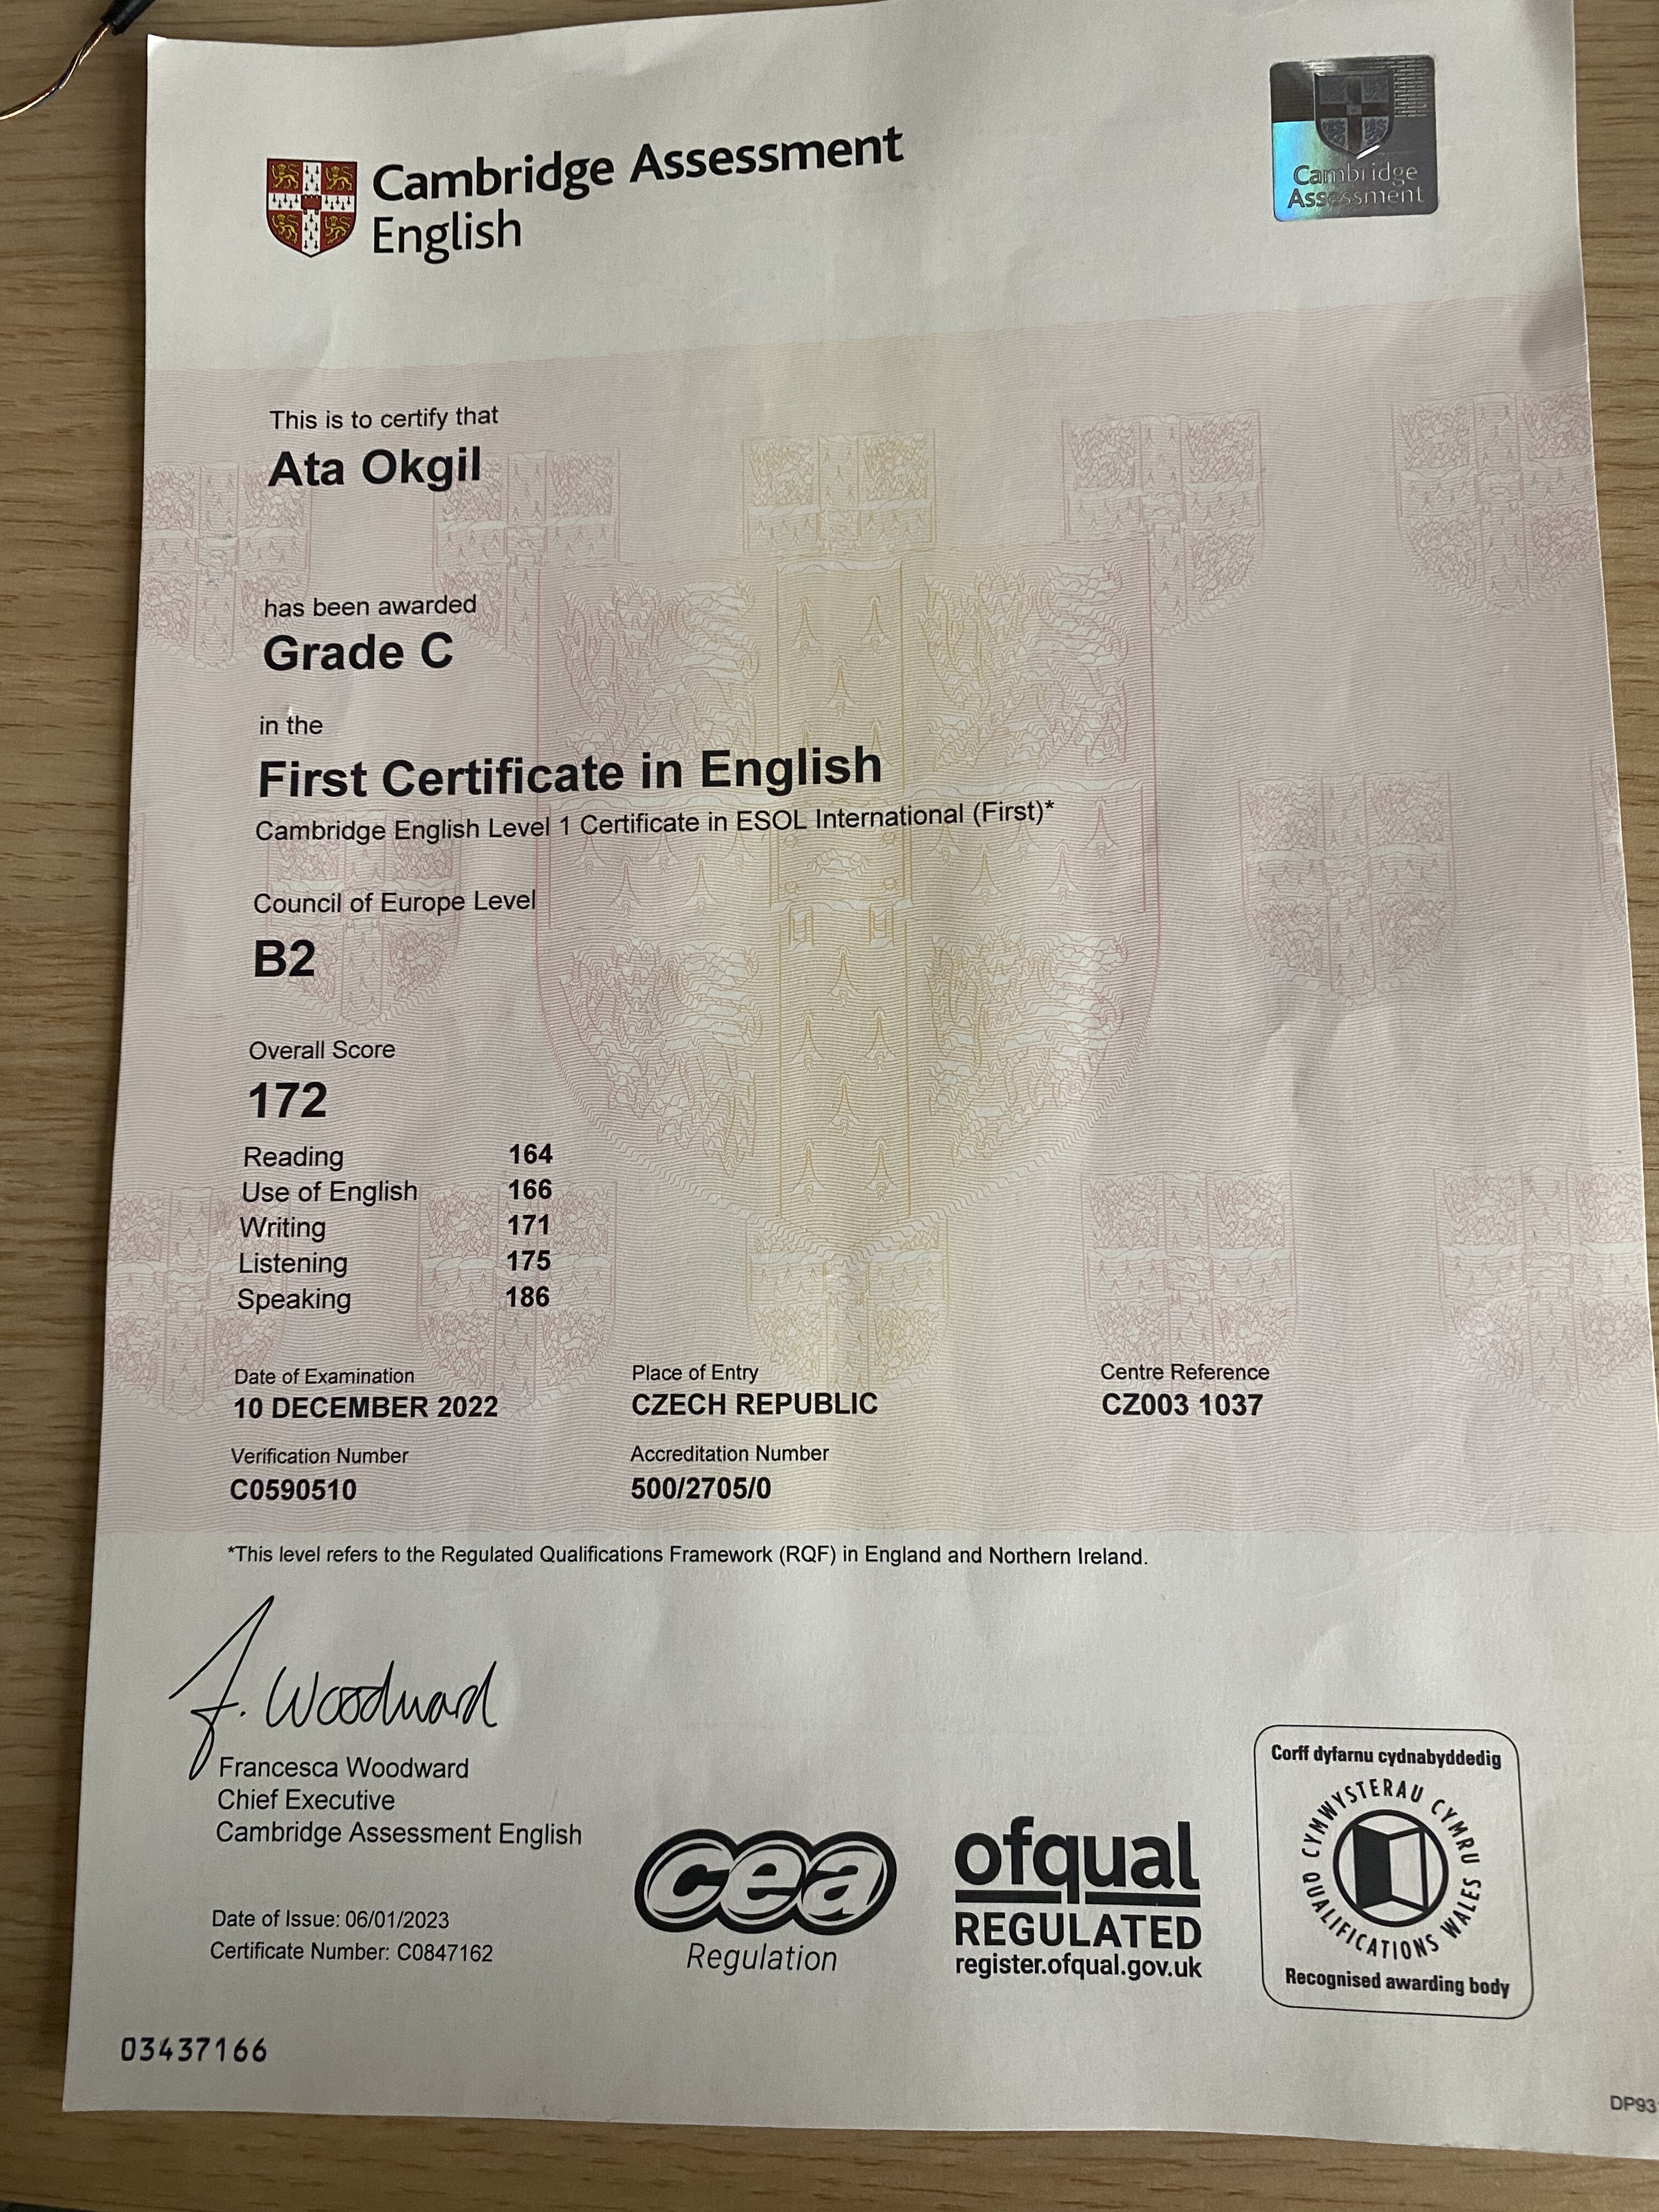 Cambridge Assessment
English
Cambridge
Assessment
This is to certify that
Ata Okgil
has been awarded
Grade C
in the
First Certificate in English
Cambridge English Level 1 Certificate in ESOL International (First)*
Council of Europe Level
B2
Overall Score
172
Reading 164
Use of English 166
Writing 171
Listening 175
Speaking 186
Date of Examination
10 DECEMBER 2022
Place of Entry
CZECH REPUBLIC
Centre Reference
CZ003 1037
Verification Number
C0590510
Accreditation Number
500/2705/0
*This level refers to the Regulated Qualifications Framework (RQF) in England and Northern Ireland.
F. Woodward
Francesca Woodward
Chief Executive
Cambridge Assessment English
Date of Issue: 06/01/2023
Certificate Number: C0847162
cea
Regulation
ofqual
REGULATED
register.ofqual.gov.uk
Corff dyfarnu cydnabyddedig
CYMWYSTERAU CYMRU
QUALIFICATIONS WALES
Recognised awarding body
03437166